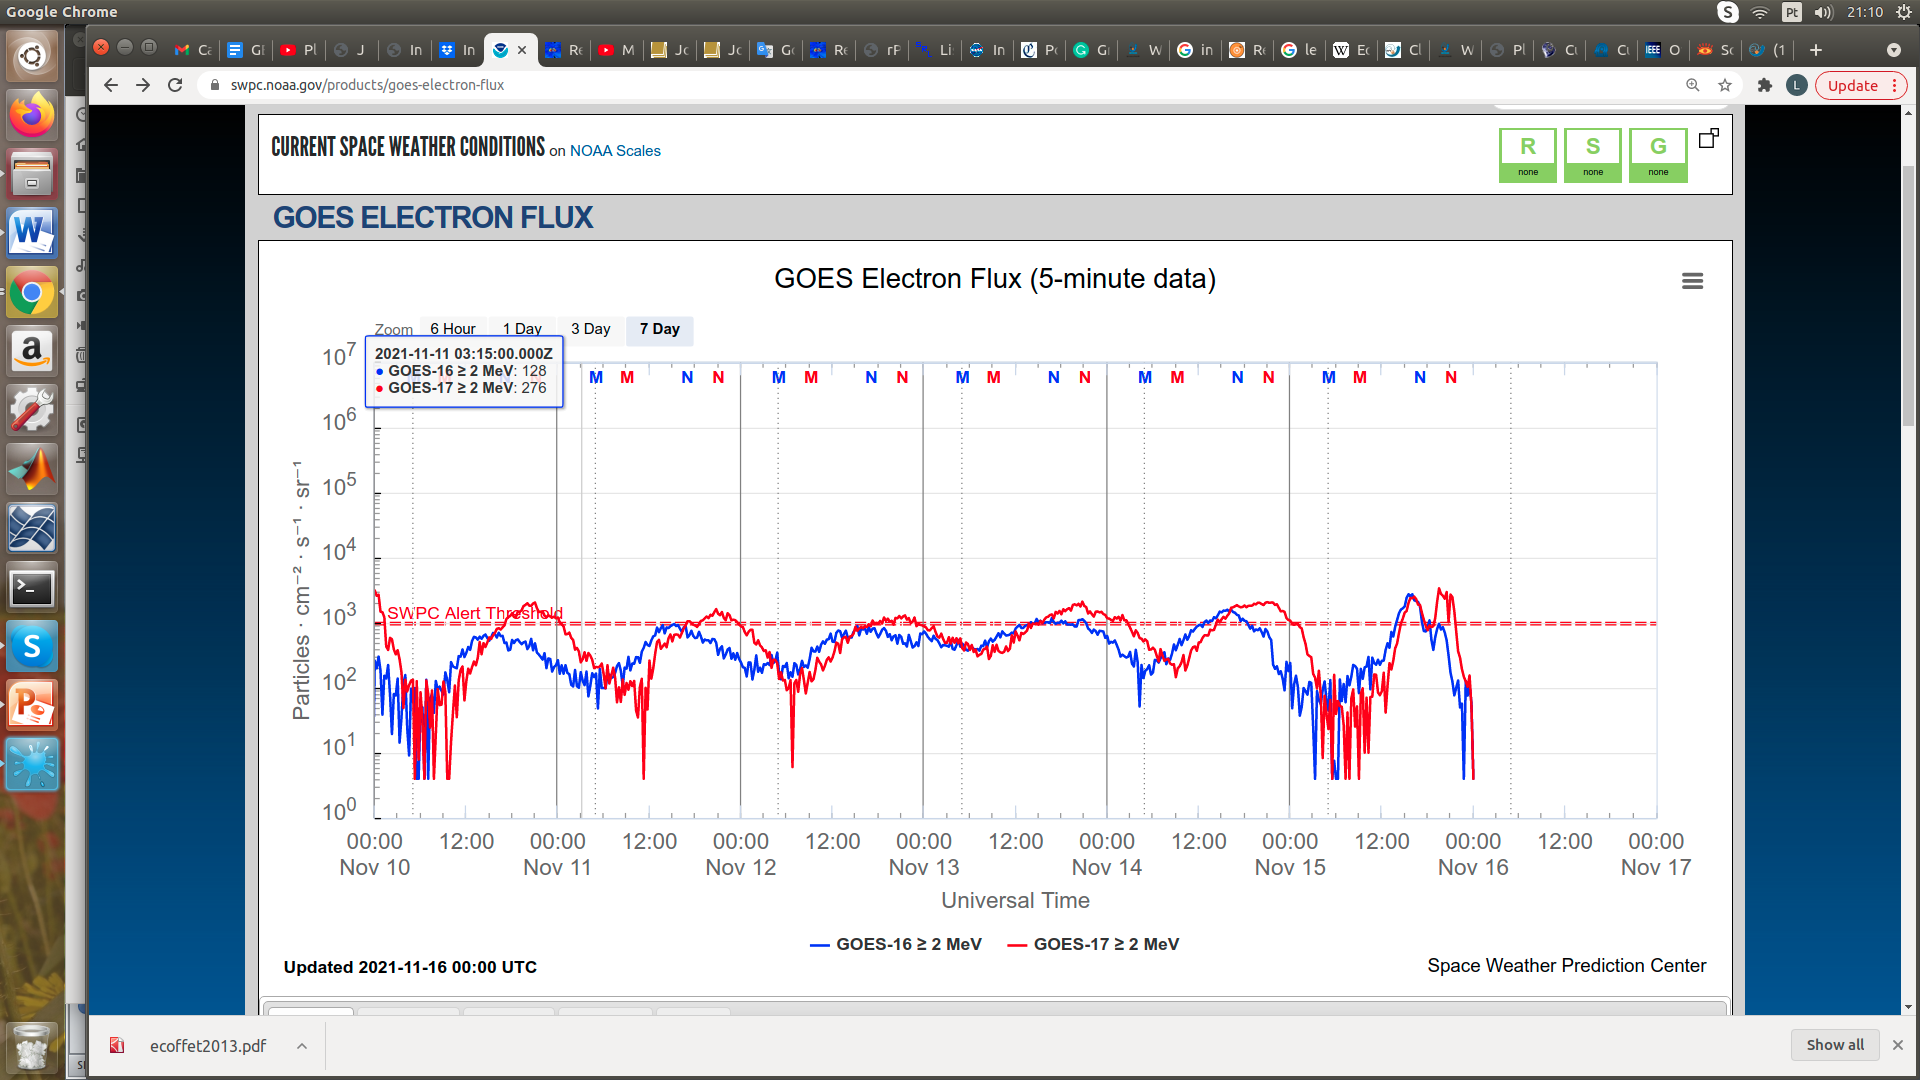 Google Chrome
Pt
21:10
swpc.noaa.gov/products/goes-electron-flux
L
Update
CURRENT SPACE WEATHER CONDITIONS on NOAA Scales
R S G
none none none
GOES ELECTRON FLUX
GOES Electron Flux (5-minute data)
Zoom 6 Hour 1 Day 3 Day 7 Day
2021-11-11 03:15:00.000Z
GOES-16 ≥ 2 MeV: 128
GOES-17 ≥ 2 MeV: 276
M M N N M M N N M M N N M M N N M M N N
10⁷
10⁶
10⁵
10⁴
10³
10²
10¹
10⁰
Particles · cm⁻² · s⁻¹ · sr⁻¹
SWPC Alert Threshold
00:00 12:00 00:00 12:00 00:00 12:00 00:00 12:00 00:00 12:00 00:00 12:00 00:00 12:00 00:00
Nov 10 Nov 11 Nov 12 Nov 13 Nov 14 Nov 15 Nov 16 Nov 17
Universal Time
GOES-16 ≥ 2 MeV GOES-17 ≥ 2 MeV
Updated 2021-11-16 00:00 UTC
Space Weather Prediction Center
ecoffet2013.pdf
Show all